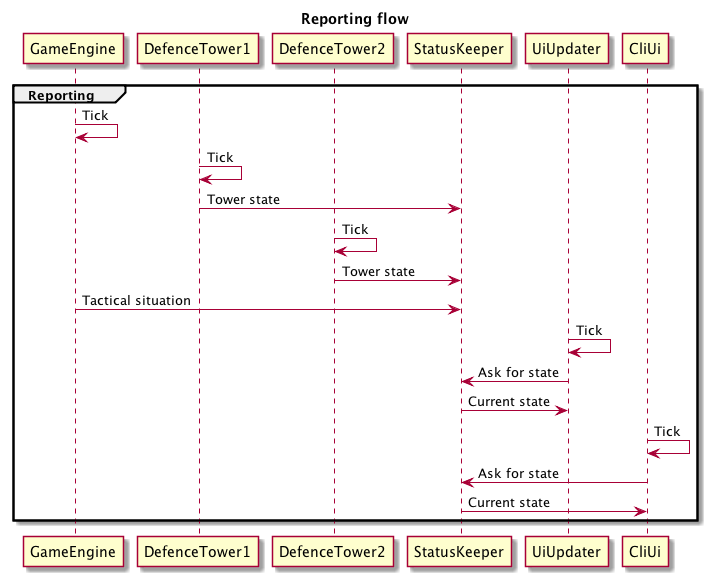 Reporting flow
GameEngine DefenceTower1 DefenceTower2 StatusKeeper UiUpdater CliUi
Reporting
Tick
Tick
Tower state
Tick
Tower state
Tactical situation
Tick
Ask for state
Current state
Tick
Ask for state
Current state
GameEngine DefenceTower1 DefenceTower2 StatusKeeper UiUpdater CliUi